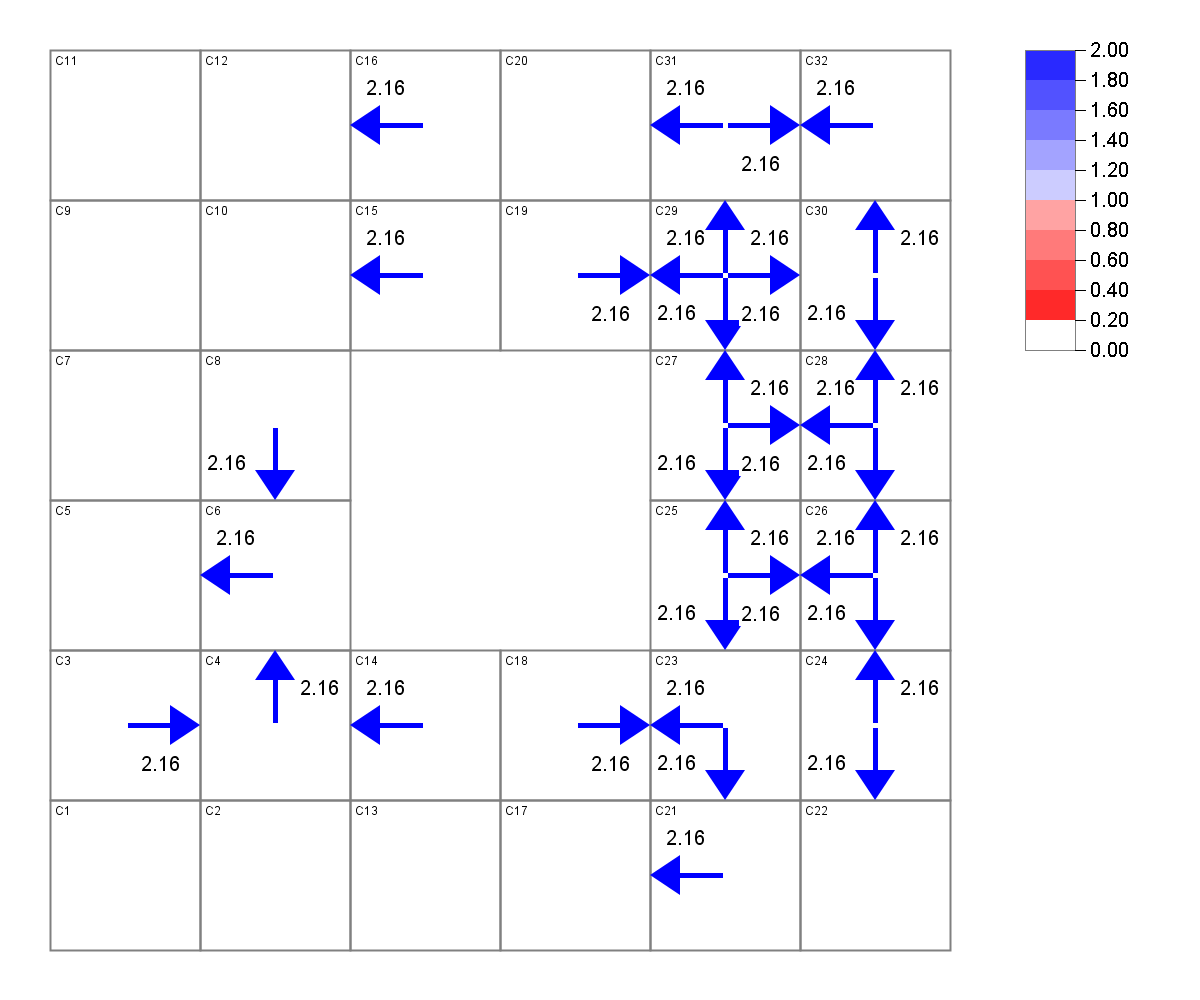 C11 C12 C16 C20 C31 C32 2.00
2.16 2.16 2.16 1.80
2.16 1.60
1.40
1.20
C9 C10 C15 C19 C29 C30 1.00
2.16 2.16 2.16 2.16 0.80
0.60
2.16 2.16 2.16 2.16 0.40
0.20
C7 C8 C27 C28 0.00
2.16 2.16 2.16
2.16 2.16 2.16 2.16
C5 C6 C25 C26
2.16 2.16 2.16 2.16
2.16 2.16 2.16
C3 C4 C14 C18 C23 C24
2.16 2.16 2.16 2.16
2.16 2.16 2.16 2.16
C1 C2 C13 C17 C21 C22
2.16